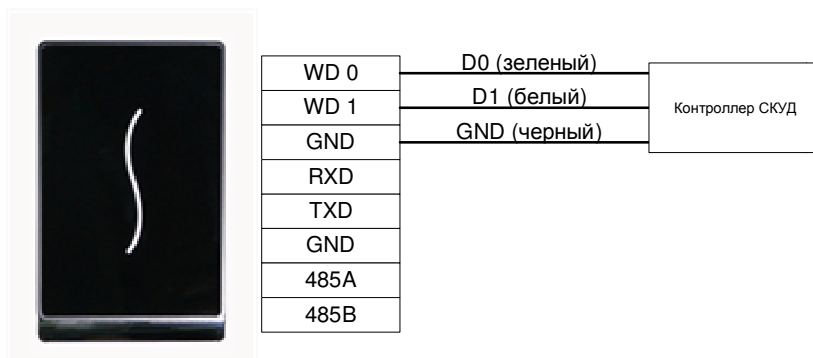 WD 0
D0 (зеленый)
WD 1
D1 (белый)
Контроллер СКУД
GND
GND (черный)
RXD
TXD
GND
485A
485B